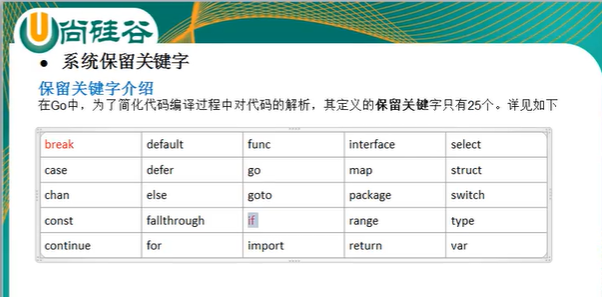 尚硅谷
● 系统保留关键字
保留关键字介绍
在Go中，为了简化代码编译过程中对代码的解析，其定义的保留关键字只有25个。详见如下
break default func interface select
case defer go map struct
chan else goto package switch
const fallthrough if range type
continue for import return var